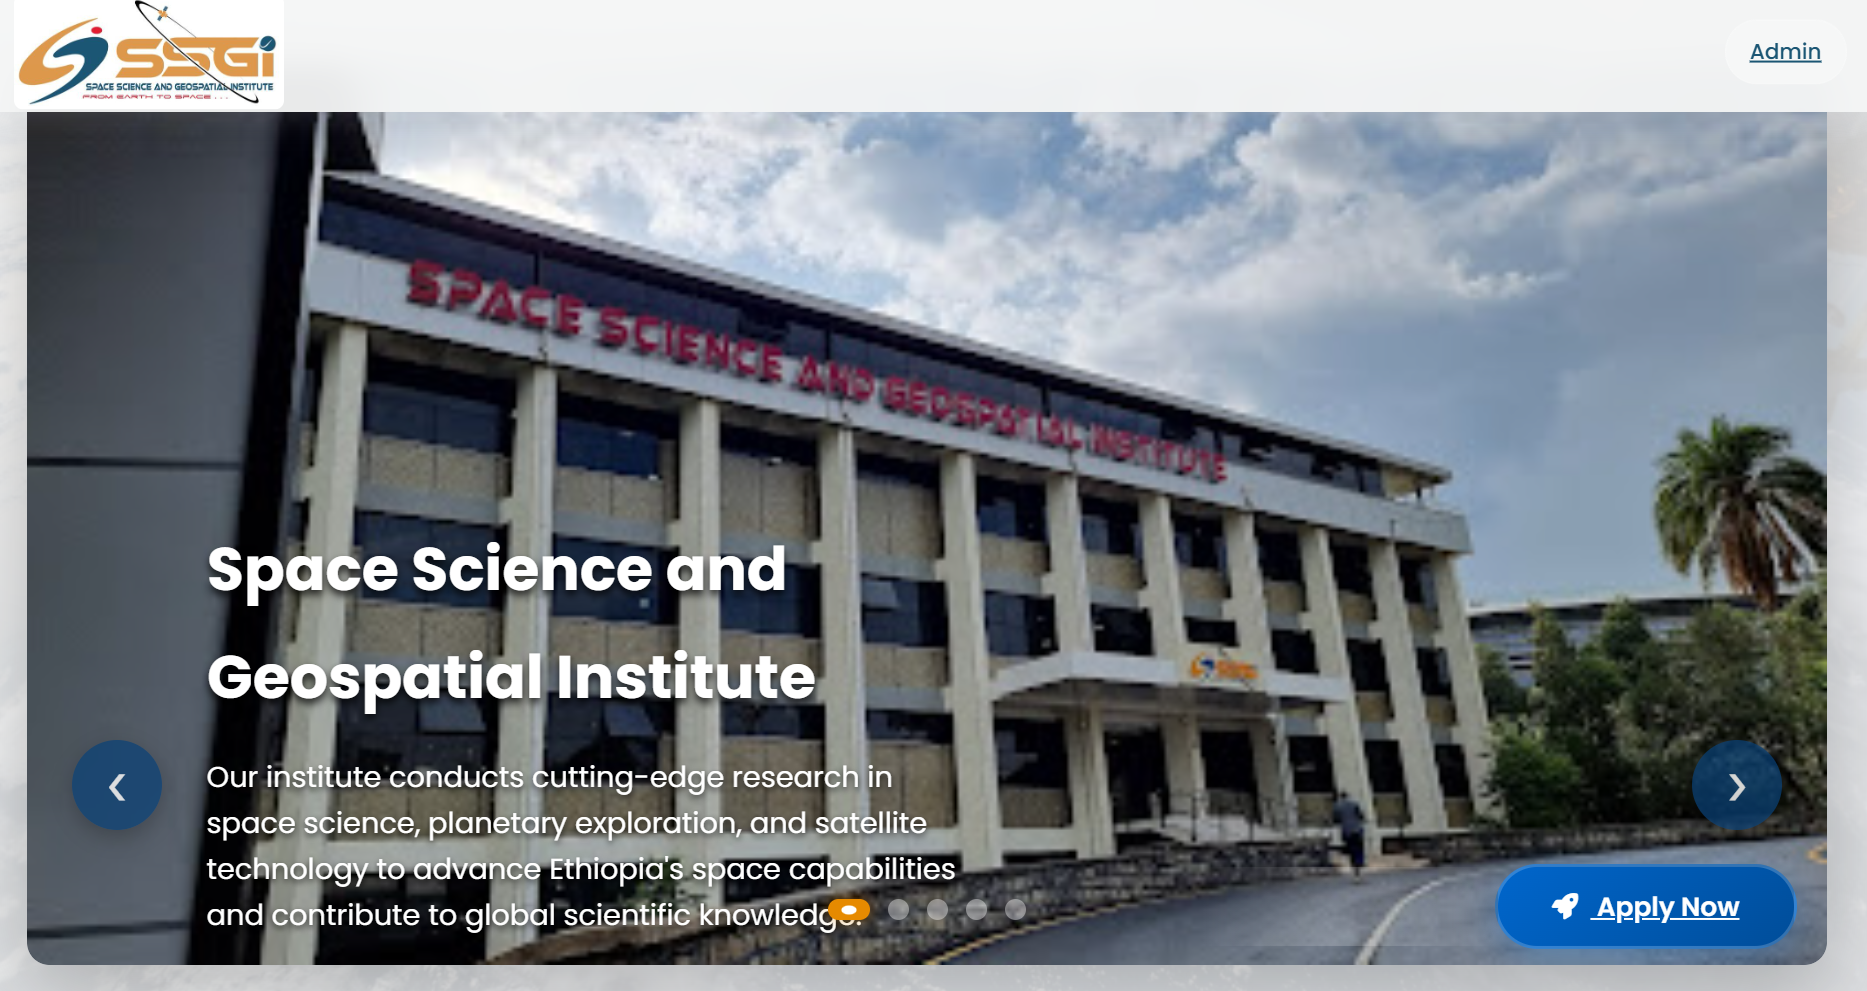 SSGi
SPACE SCIENCE AND GEOSPATIAL INSTITUTE
FROM EARTH TO SPACE . . .
Admin
SPACE SCIENCE AND GEOSPATIAL INSTITUTE
Space Science and
Geospatial Institute
SSGi
Our institute conducts cutting-edge research in
space science, planetary exploration, and satellite
technology to advance Ethiopia's space capabilities
and contribute to global scientific knowledge.
Apply Now